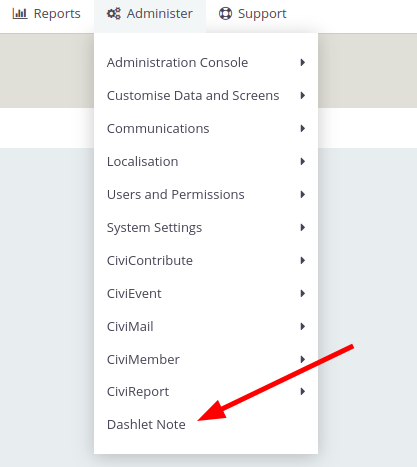 Reports Administer Support
Administration Console
Customise Data and Screens
Communications
Localisation
Users and Permissions
System Settings
CiviContribute
CiviEvent
CiviMail
CiviMember
CiviReport
Dashlet Note